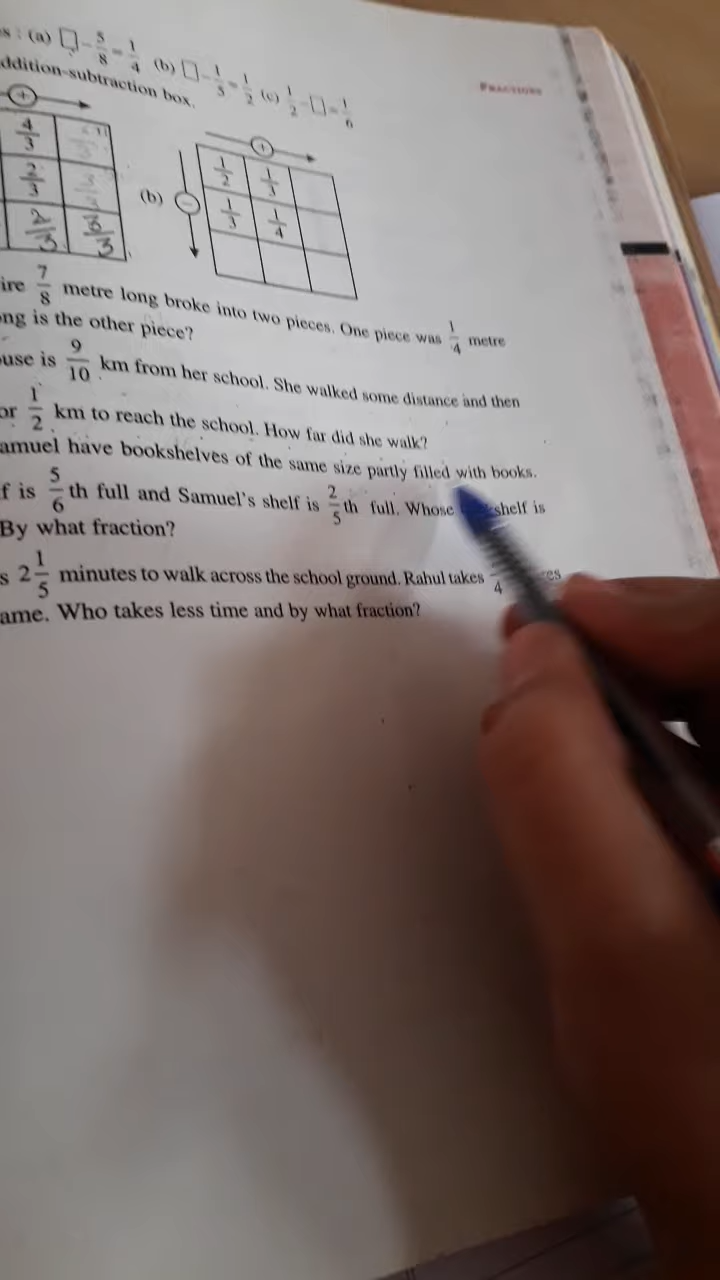 s : (a) □ - 5/8 = 1/4 (b) □ - 1/5 = 1/2 (c) 1/2 - □ = 1/6
ddition-subtraction box.
FRACTIONS
+
4/3
2/3
2/3 3/3
(b)
+
−
1/2 1/3
1/3 1/4
ire 7/8 metre long broke into two pieces. One piece was 1/4 metre
ng is the other piece?
use is 9/10 km from her school. She walked some distance and then
or 1/2 km to reach the school. How far did she walk?
amuel have bookshelves of the same size partly filled with books.
f is 5/6 th full and Samuel's shelf is 2/5 th full. Whose shelf is
By what fraction?
s 2 1/5 minutes to walk across the school ground. Rahul takes /4 es
ame. Who takes less time and by what fraction?